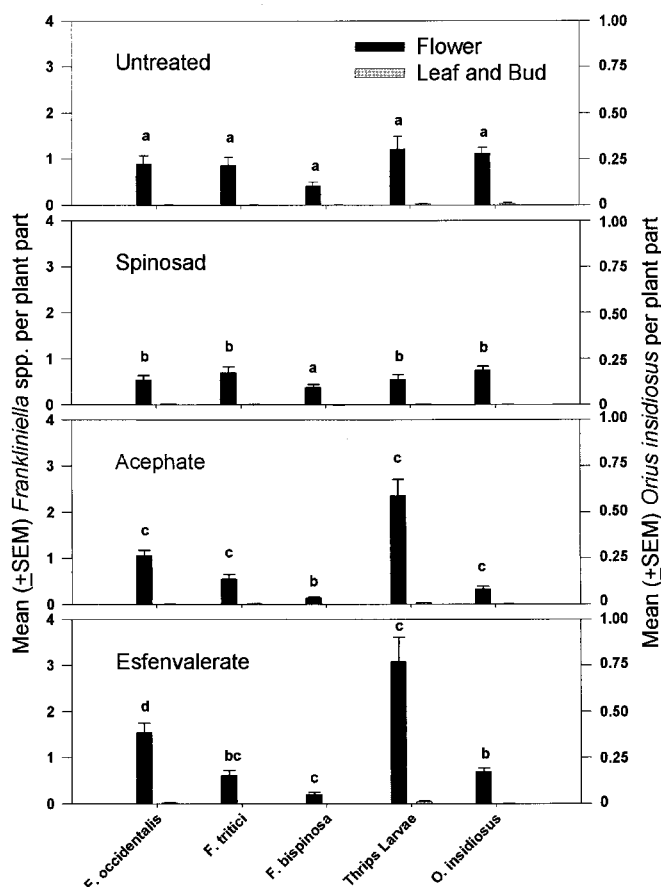 Mean (±SEM) Frankliniella spp. per plant part
Mean (±SEM) Orius insidiosus per plant part
4
3
2
1
0
Untreated
Flower
Leaf and Bud
a
a
a
a
a
1.00
0.75
0.50
0.25
0
4
3
2
1
0
Spinosad
b
b
a
b
b
1.00
0.75
0.50
0.25
0.00
4
3
2
1
0
Acephate
c
c
b
c
c
1.00
0.75
0.50
0.25
0
4
3
2
1
0
Esfenvalerate
d
bc
c
c
b
1.00
0.75
0.50
0.25
0
F. occidentalis
F. tritici
F. bispinosa
Thrips Larvae
O. insidiosus